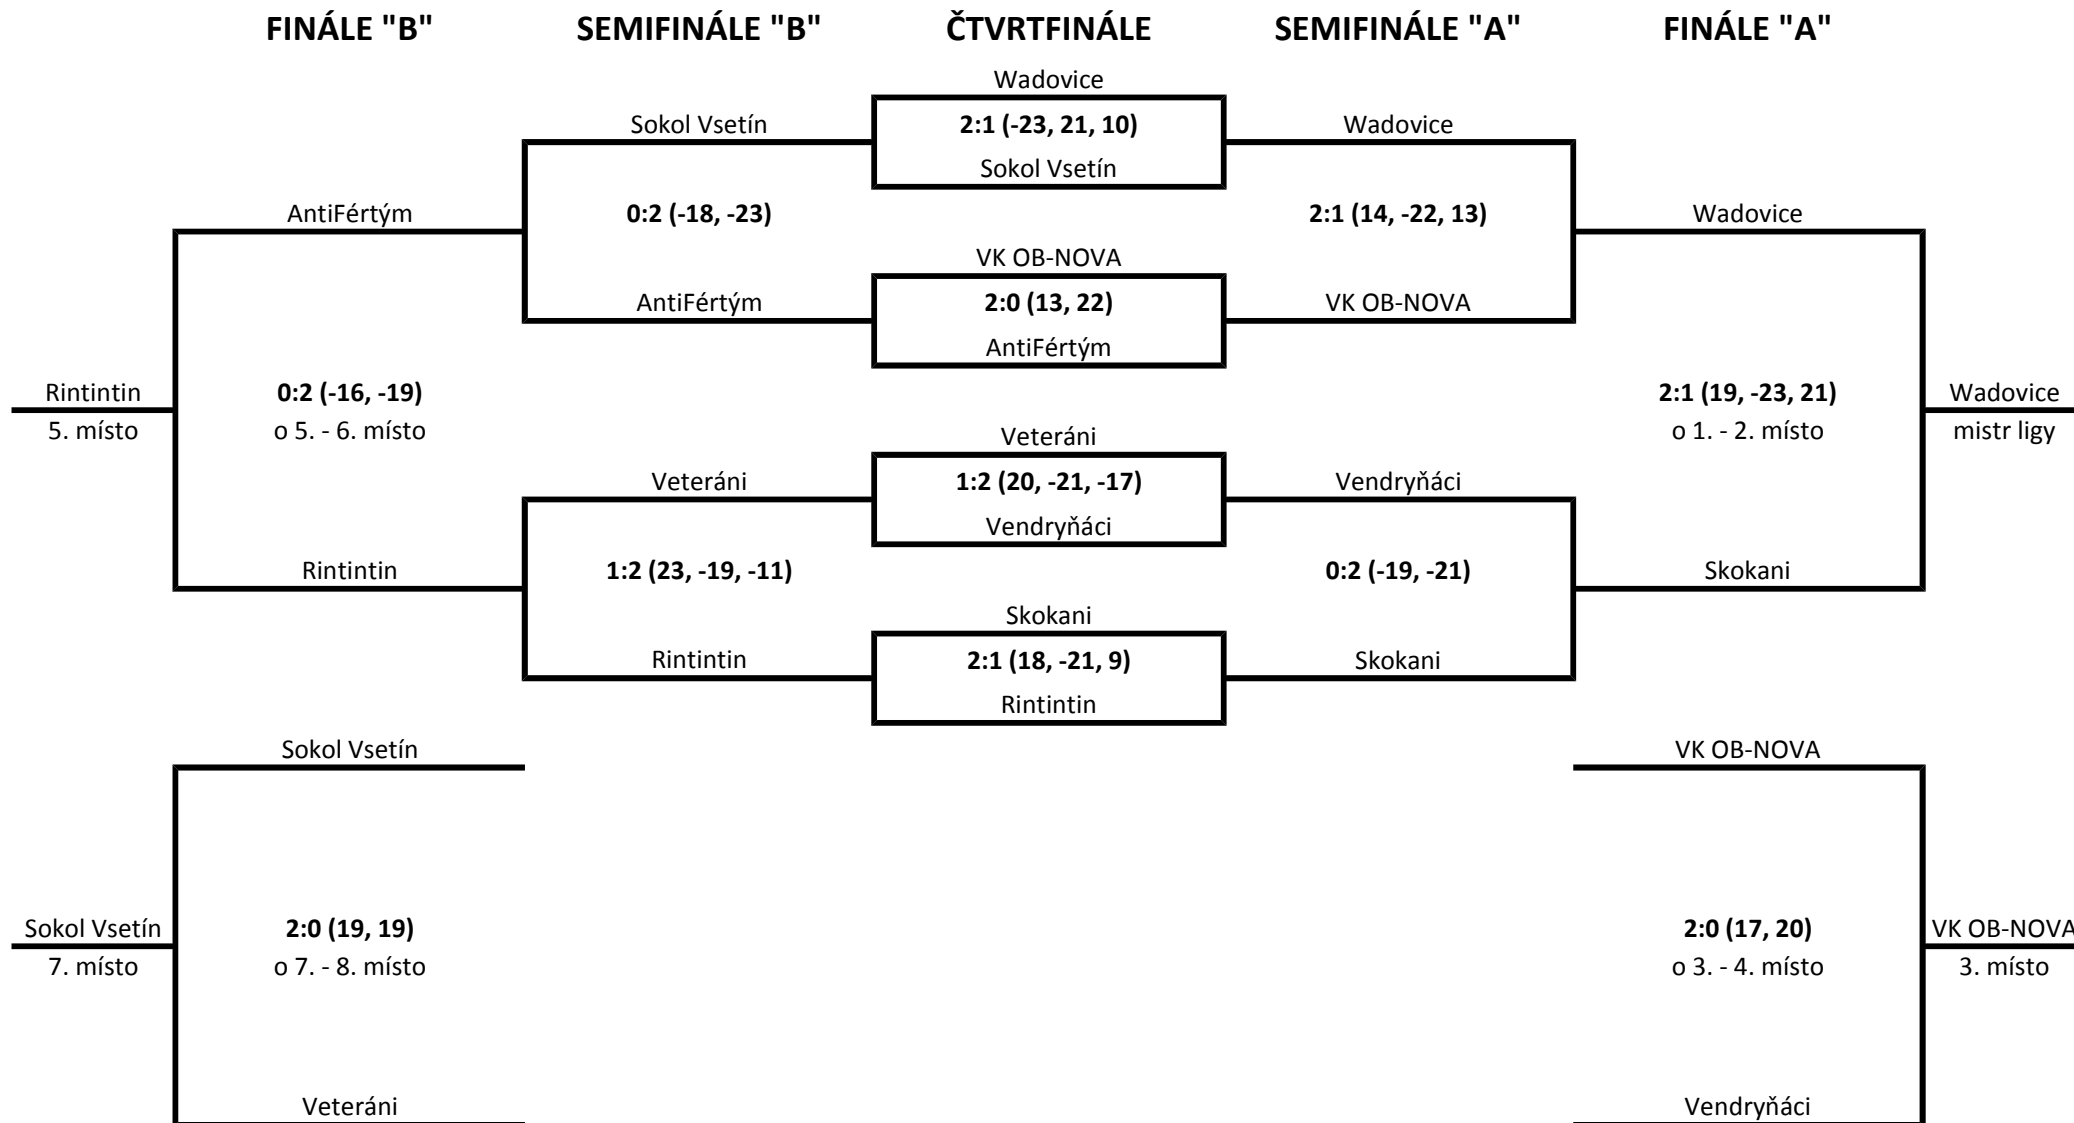 FINÁLE "B" SEMIFINÁLE "B" ČTVRTFINÁLE SEMIFINÁLE "A" FINÁLE "A"
Wadovice
Sokol Vsetín 2:1 (-23, 21, 10) Wadovice
Sokol Vsetín
AntiFértým 0:2 (-18, -23) 2:1 (14, -22, 13) Wadovice
VK OB-NOVA
AntiFértým 2:0 (13, 22) VK OB-NOVA
AntiFértým
Rintintin 0:2 (-16, -19) 2:1 (19, -23, 21) Wadovice
5. místo o 5. - 6. místo Veteráni o 1. - 2. místo mistr ligy
Veteráni 1:2 (20, -21, -17) Vendryňáci
Vendryňáci
Rintintin 1:2 (23, -19, -11) 0:2 (-19, -21) Skokani
Skokani
Rintintin 2:1 (18, -21, 9) Skokani
Rintintin
Sokol Vsetín VK OB-NOVA
Sokol Vsetín 2:0 (19, 19) 2:0 (17, 20) VK OB-NOVA
7. místo o 7. - 8. místo o 3. - 4. místo 3. místo
Veteráni Vendryňáci